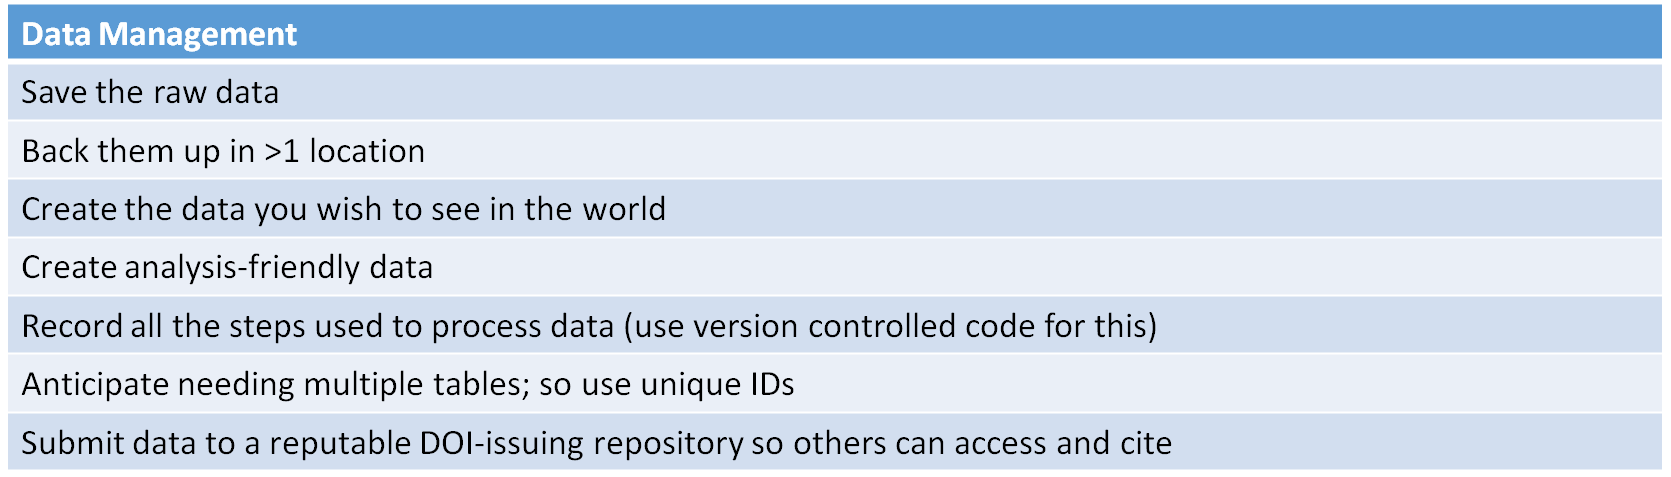 Data Management
Save the raw data
Back them up in >1 location
Create the data you wish to see in the world
Create analysis-friendly data
Record all the steps used to process data (use version controlled code for this)
Anticipate needing multiple tables; so use unique IDs
Submit data to a reputable DOI-issuing repository so others can access and cite